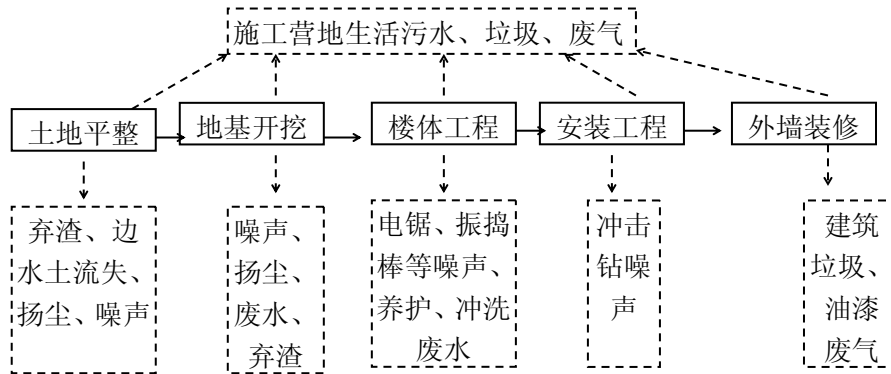 施工营地生活污水、垃圾、废气
土地平整
地基开挖
楼体工程
安装工程
外墙装修
弃渣、边
水土流失、
扬尘、噪声
噪声、
扬尘、
废水、
弃渣
电锯、振捣
棒等噪声、
养护、冲洗
废水
冲击
钻噪
声
建筑
垃圾、
油漆
废气